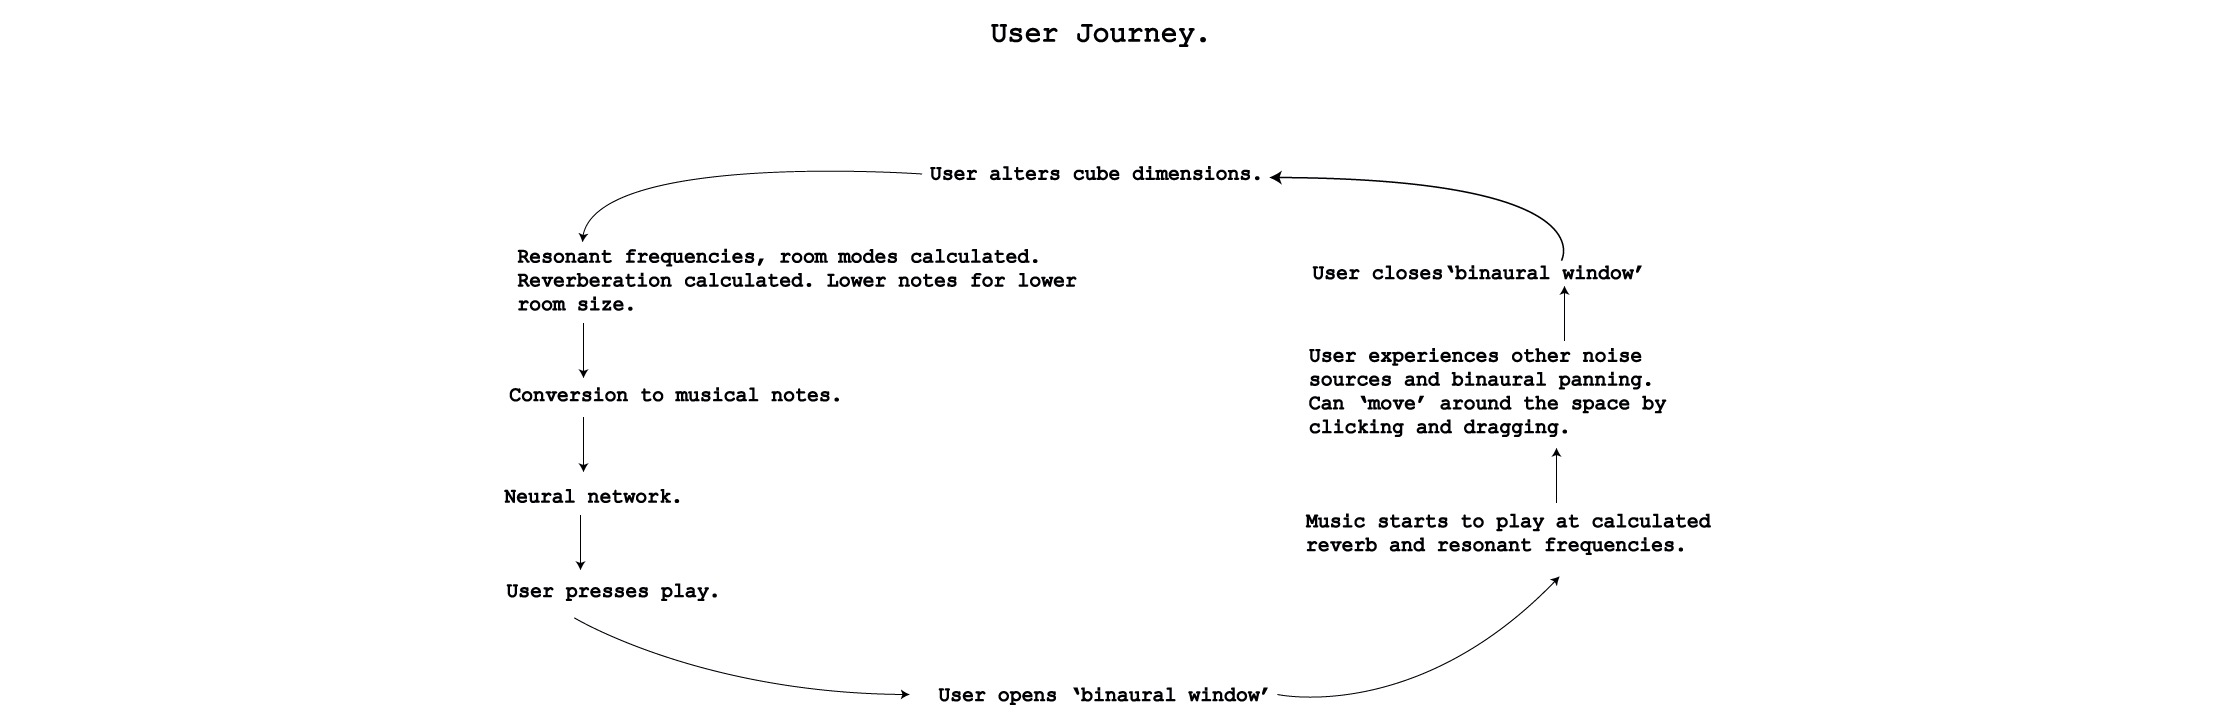 User Journey.
User alters cube dimensions.
Resonant frequencies, room modes calculated.
Reverberation calculated. Lower notes for lower
room size.
Conversion to musical notes.
Neural network.
User presses play.
User opens ‘binaural window’
Music starts to play at calculated
reverb and resonant frequencies.
User experiences other noise
sources and binaural panning.
Can ‘move’ around the space by
clicking and dragging.
User closes‘binaural window’